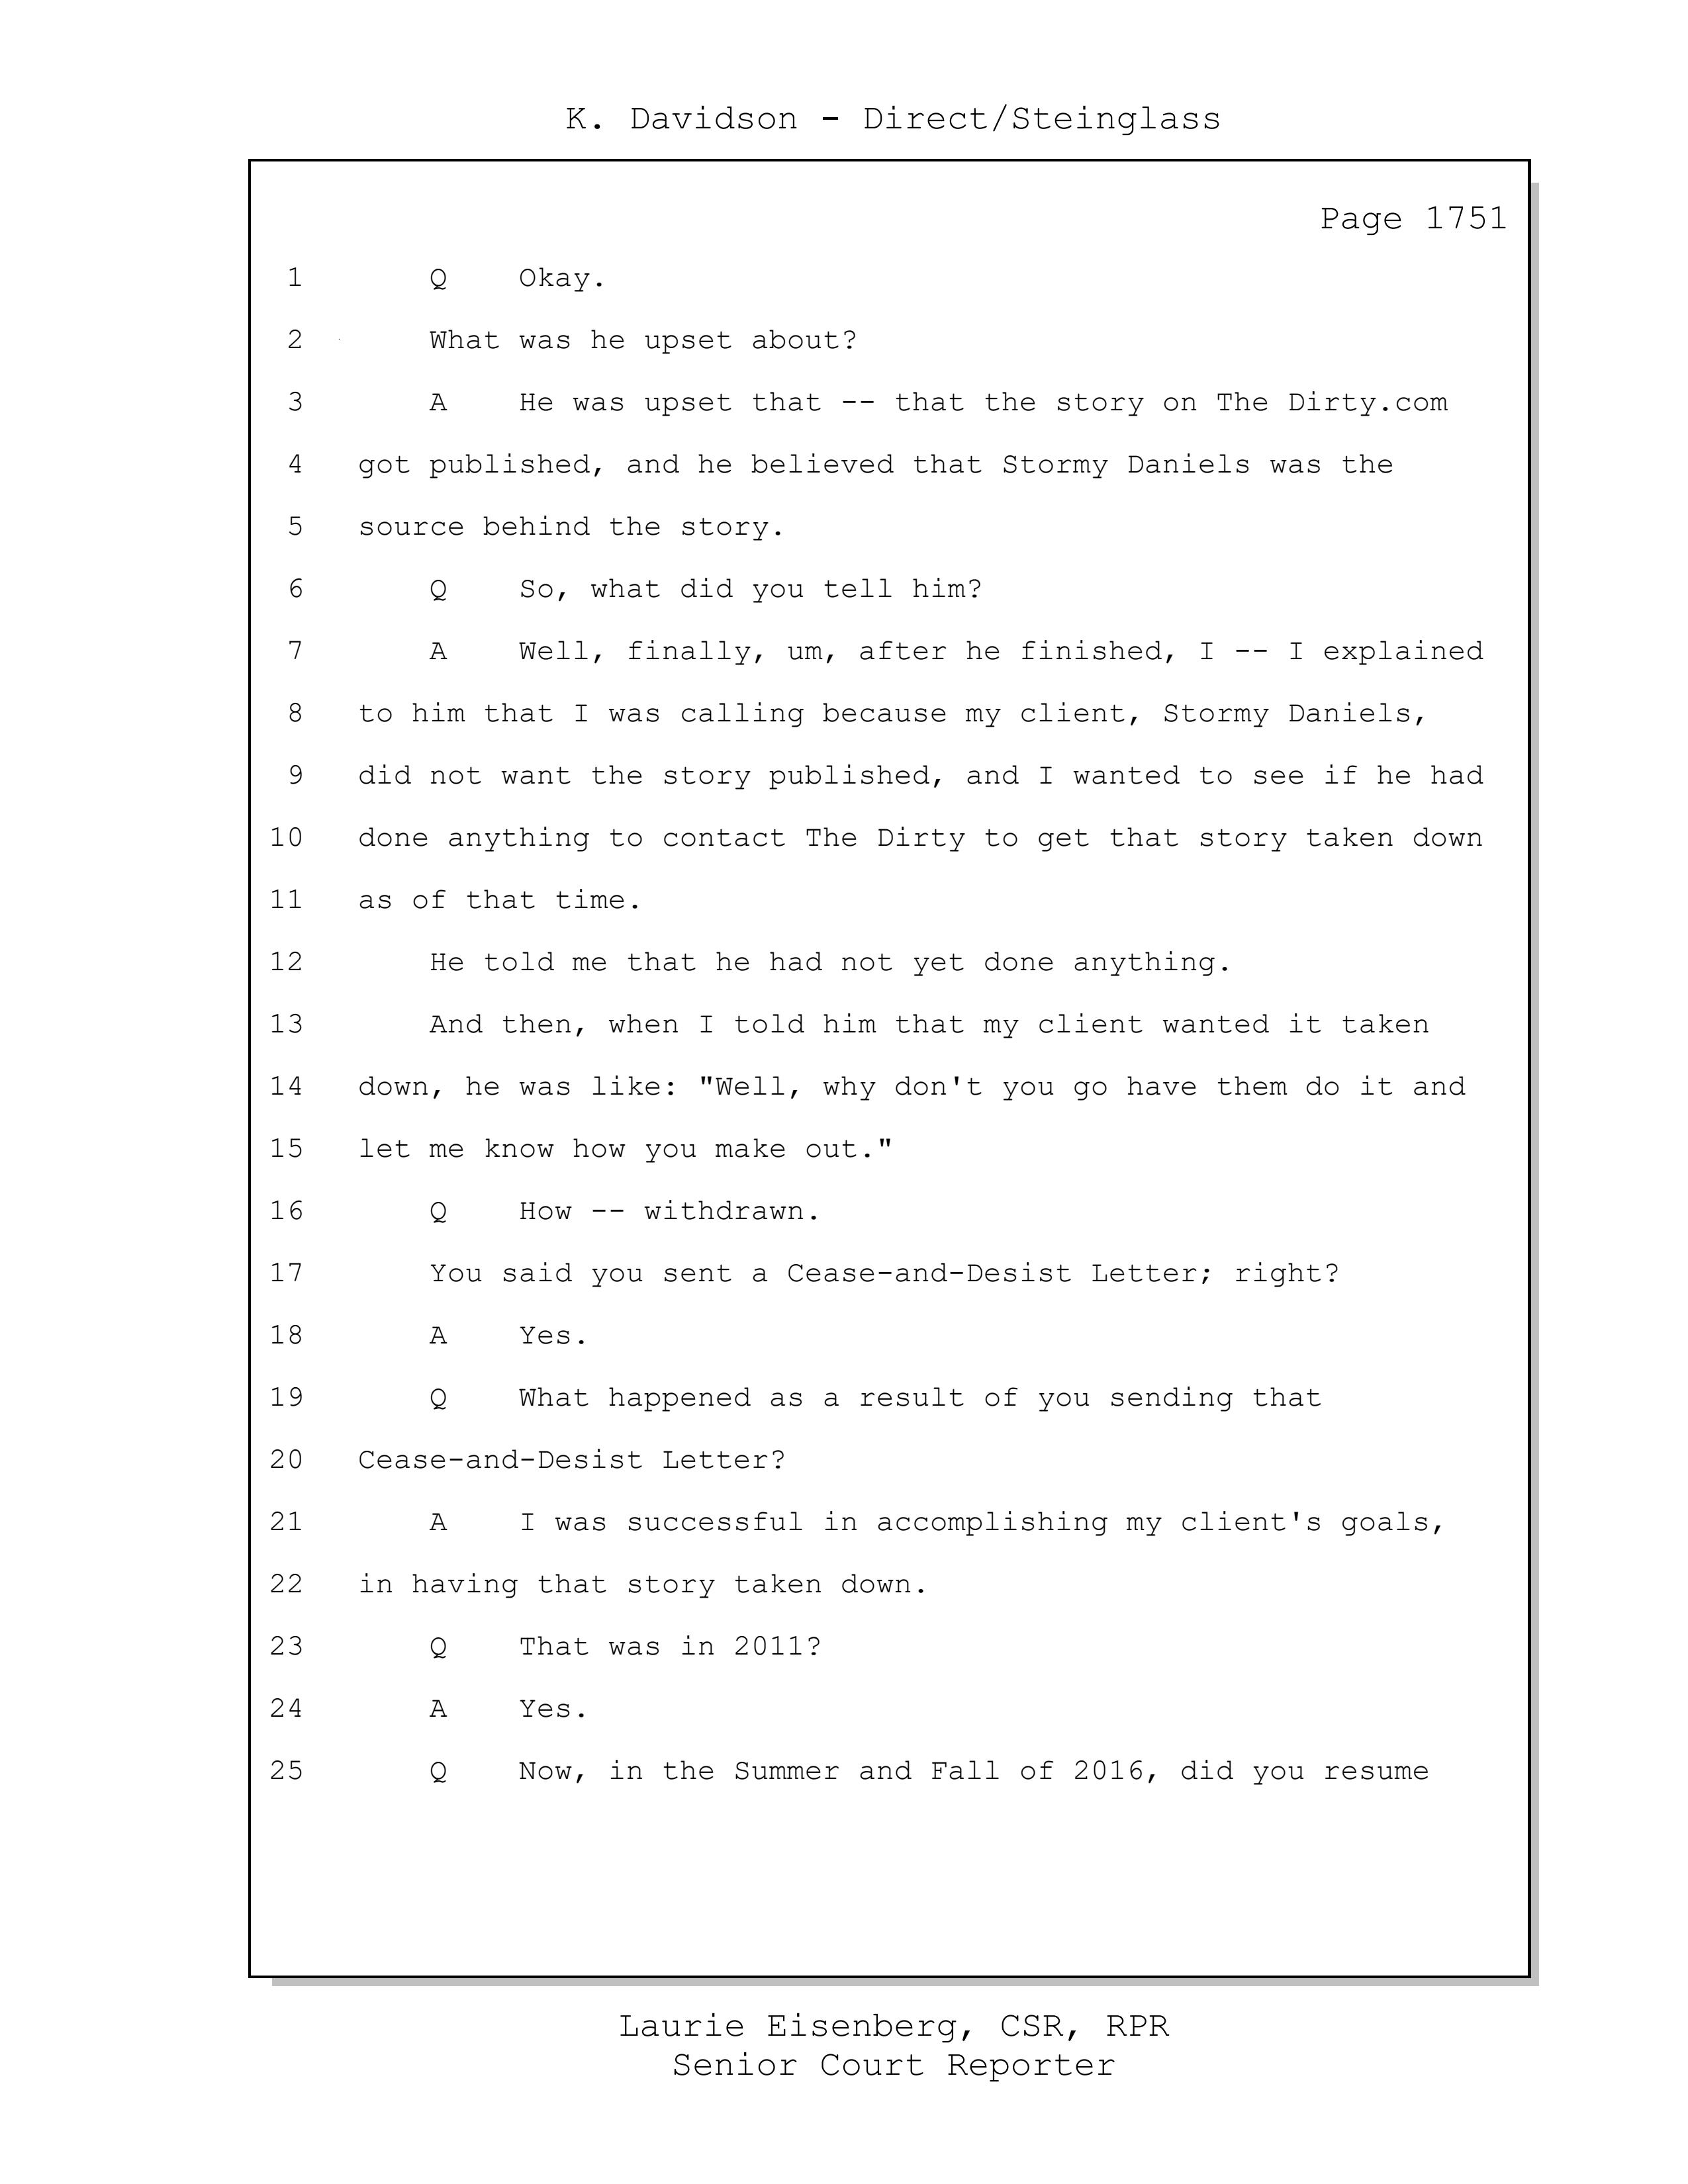 K. Davidson - Direct/Steinglass
Page 1751
1 Q Okay.
2 What was he upset about?
3 A He was upset that -- that the story on The Dirty.com
4 got published, and he believed that Stormy Daniels was the
5 source behind the story.
6 Q So, what did you tell him?
7 A Well, finally, um, after he finished, I -- I explained
8 to him that I was calling because my client, Stormy Daniels,
9 did not want the story published, and I wanted to see if he had
10 done anything to contact The Dirty to get that story taken down
11 as of that time.
12 He told me that he had not yet done anything.
13 And then, when I told him that my client wanted it taken
14 down, he was like: "Well, why don't you go have them do it and
15 let me know how you make out."
16 Q How -- withdrawn.
17 You said you sent a Cease-and-Desist Letter; right?
18 A Yes.
19 Q What happened as a result of you sending that
20 Cease-and-Desist Letter?
21 A I was successful in accomplishing my client's goals,
22 in having that story taken down.
23 Q That was in 2011?
24 A Yes.
25 Q Now, in the Summer and Fall of 2016, did you resume
Laurie Eisenberg, CSR, RPR
Senior Court Reporter